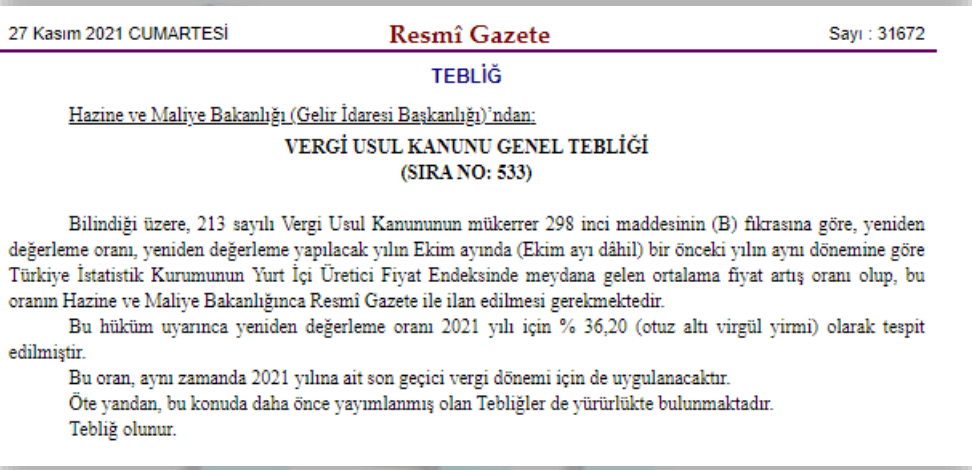 27 Kasım 2021 CUMARTESİ Resmî Gazete Sayı : 31672
TEBLİĞ
Hazine ve Maliye Bakanlığı (Gelir İdaresi Başkanlığı)’ndan:
VERGİ USUL KANUNU GENEL TEBLİĞİ
(SIRA NO: 533)
Bilindiği üzere, 213 sayılı Vergi Usul Kanununun mükerrer 298 inci maddesinin (B) fıkrasına göre, yeniden
değerleme oranı, yeniden değerleme yapılacak yılın Ekim ayında (Ekim ayı dâhil) bir önceki yılın aynı dönemine göre
Türkiye İstatistik Kurumunun Yurt İçi Üretici Fiyat Endeksinde meydana gelen ortalama fiyat artış oranı olup, bu
oranın Hazine ve Maliye Bakanlığınca Resmî Gazete ile ilan edilmesi gerekmektedir.
Bu hüküm uyarınca yeniden değerleme oranı 2021 yılı için % 36,20 (otuz altı virgül yirmi) olarak tespit
edilmiştir.
Bu oran, aynı zamanda 2021 yılına ait son geçici vergi dönemi için de uygulanacaktır.
Öte yandan, bu konuda daha önce yayımlanmış olan Tebliğler de yürürlükte bulunmaktadır.
Tebliğ olunur.